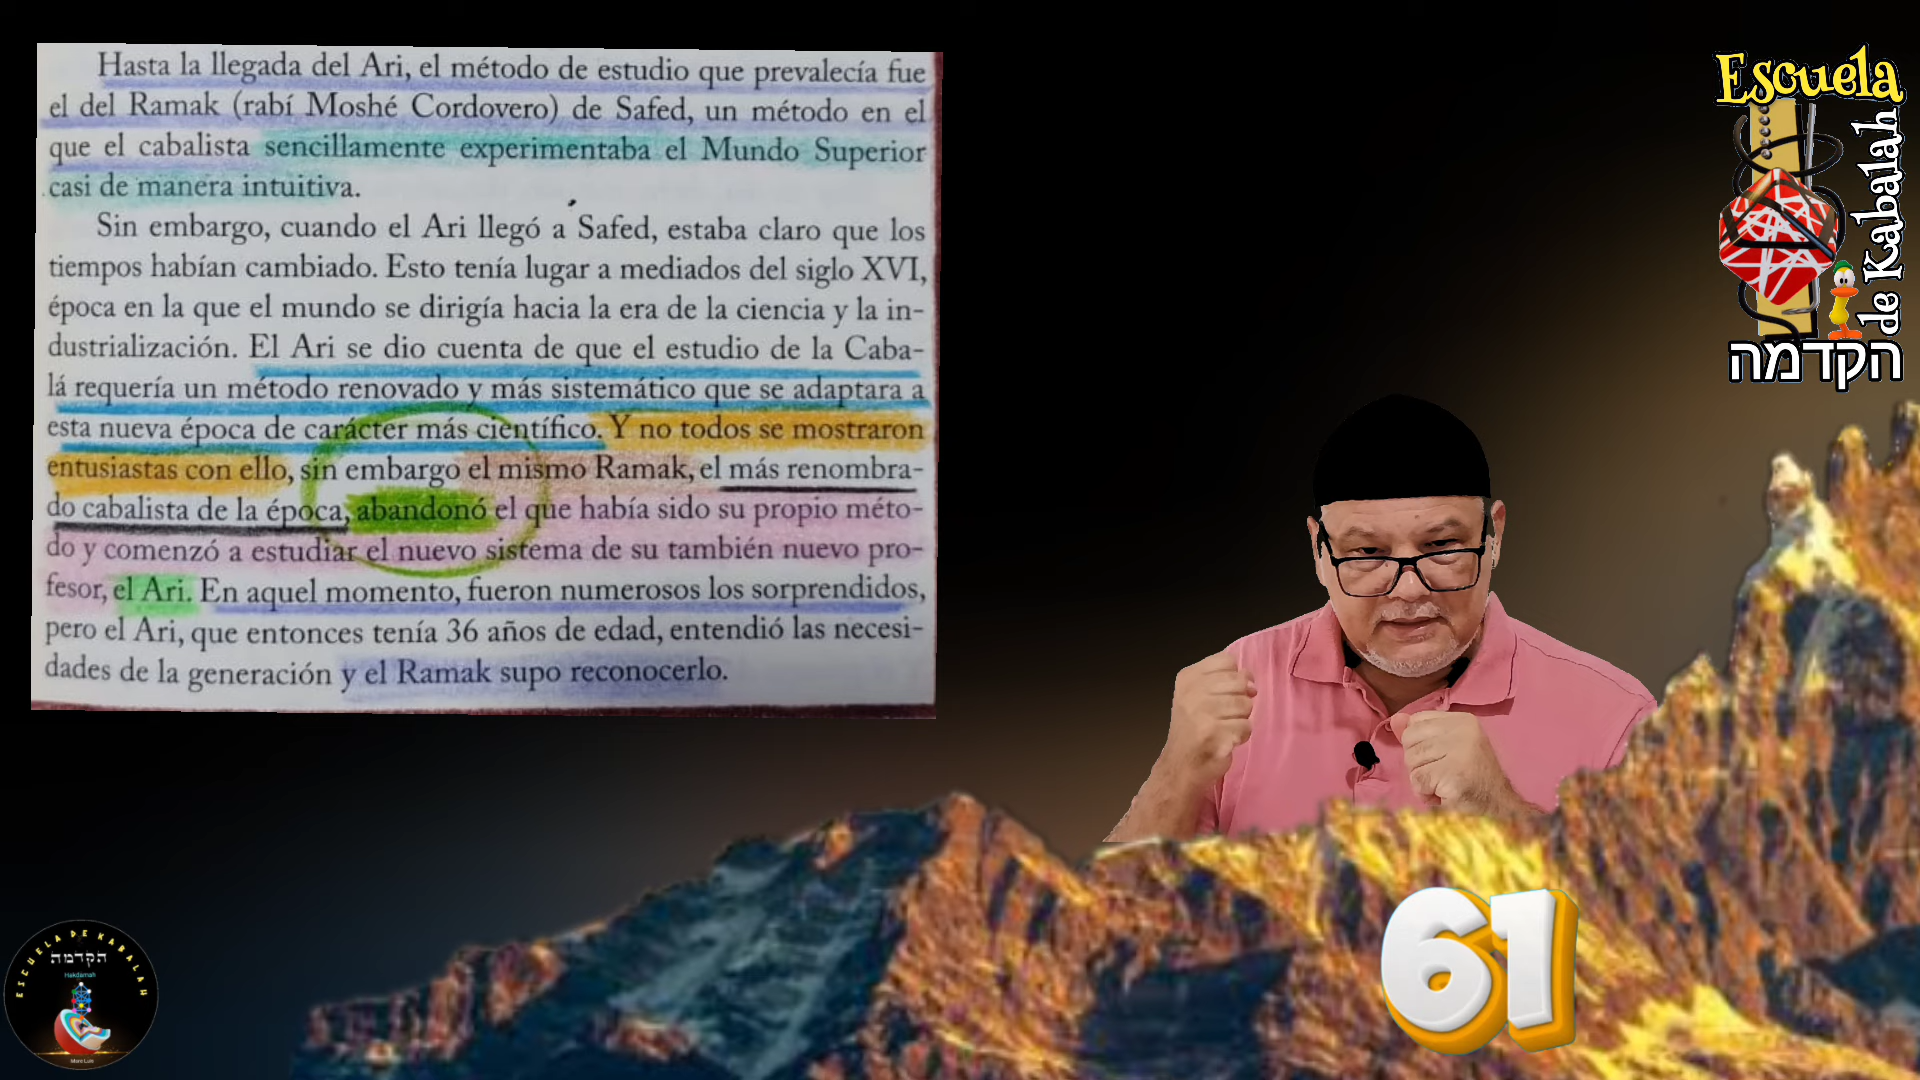 Hasta la llegada del Ari, el método de estudio que prevalecía fue
el del Ramak (rabí Moshé Cordovero) de Safed, un método en el
que el cabalista sencillamente experimentaba el Mundo Superior
casi de manera intuitiva.
Sin embargo, cuando el Ari llegó a Safed, estaba claro que los
tiempos habían cambiado. Esto tenía lugar a mediados del siglo XVI,
época en la que el mundo se dirigía hacia la era de la ciencia y la in-
dustrialización. El Ari se dio cuenta de que el estudio de la Caba-
lá requería un método renovado y más sistemático que se adaptara a
esta nueva época de carácter más científico. Y no todos se mostraron
entusiastas con ello, sin embargo el mismo Ramak, el más renombra-
do cabalista de la época, abandonó el que había sido su propio méto-
do y comenzó a estudiar el nuevo sistema de su también nuevo pro-
fesor, el Ari. En aquel momento, fueron numerosos los sorprendidos,
pero el Ari, que entonces tenía 36 años de edad, entendió las necesi-
dades de la generación y el Ramak supo reconocerlo.
Escuela
de Kabalah
הקדמה
61
ESCUELA DE KABALAH
הקדמה
Hakdamah
Moré Luis